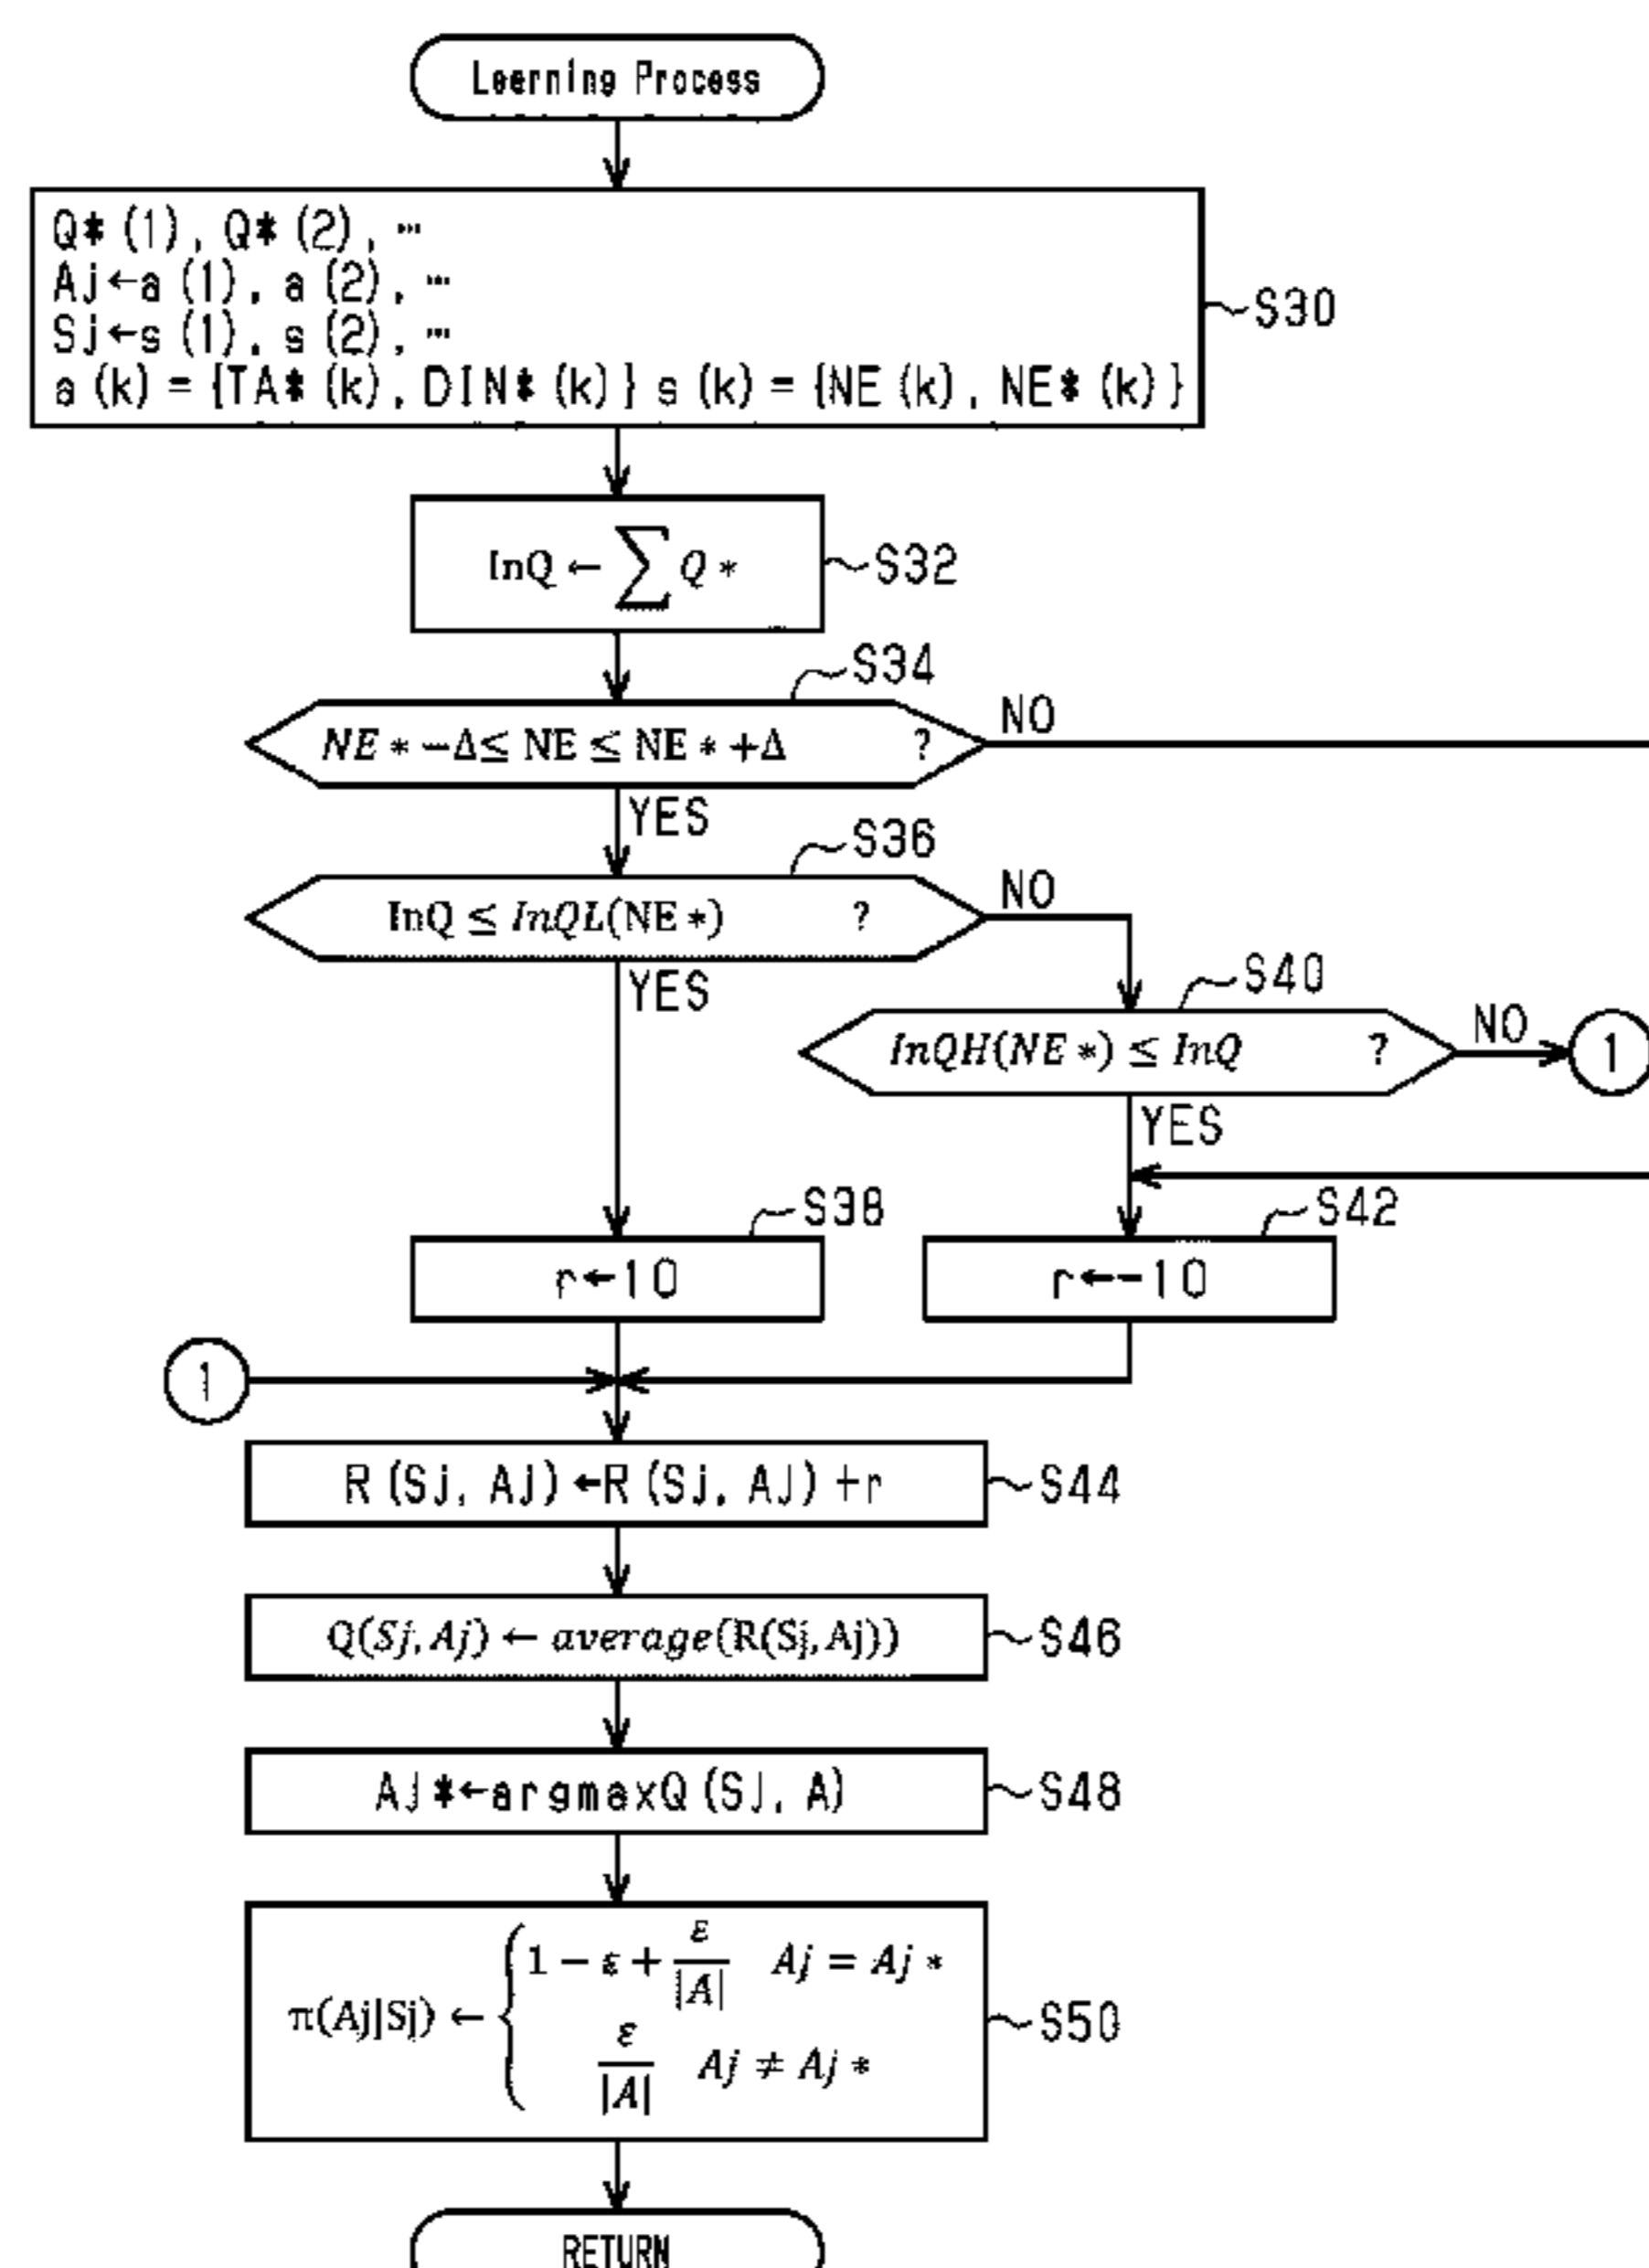 Learning Process
Q* (1), Q* (2), …
Aj←a (1), a (2), …
Sj←s (1), s (2), …
a (k) = {TA* (k), DIN* (k)} s (k) = {NE (k), NE* (k)}
S30
InQ ← ∑ Q *
S32
S34
NE * −Δ ≤ NE ≤ NE * +Δ ?
NO
YES
S36
InQ ≤ InQL(NE *) ?
NO
YES
S40
InQH(NE *) ≤ InQ ?
NO
1
YES
S38
r←10
S42
r←−10
1
R (Sj, Aj) ←R (Sj, Aj) +r
S44
Q(Sj, Aj) ← average(R(Sj, Aj))
S46
Aj*←argmaxQ (Sj, A)
S48
π(Aj|Sj) ← { 1 − ε + ε/|A| Aj = Aj *
ε/|A| Aj ≠ Aj *
S50
RETURN